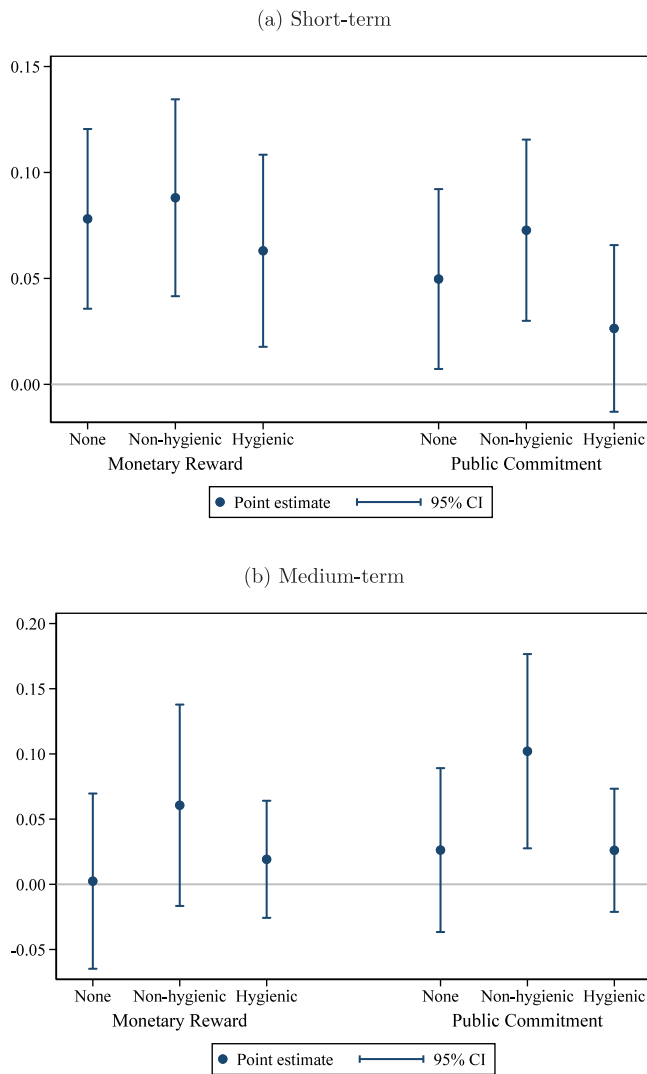 (a) Short-term
0.15
0.10
0.05
0.00
None Non-hygienic Hygienic None Non-hygienic Hygienic
Monetary Reward Public Commitment
Point estimate 95% CI
(b) Medium-term
0.20
0.15
0.10
0.05
0.00
-0.05
None Non-hygienic Hygienic None Non-hygienic Hygienic
Monetary Reward Public Commitment
Point estimate 95% CI